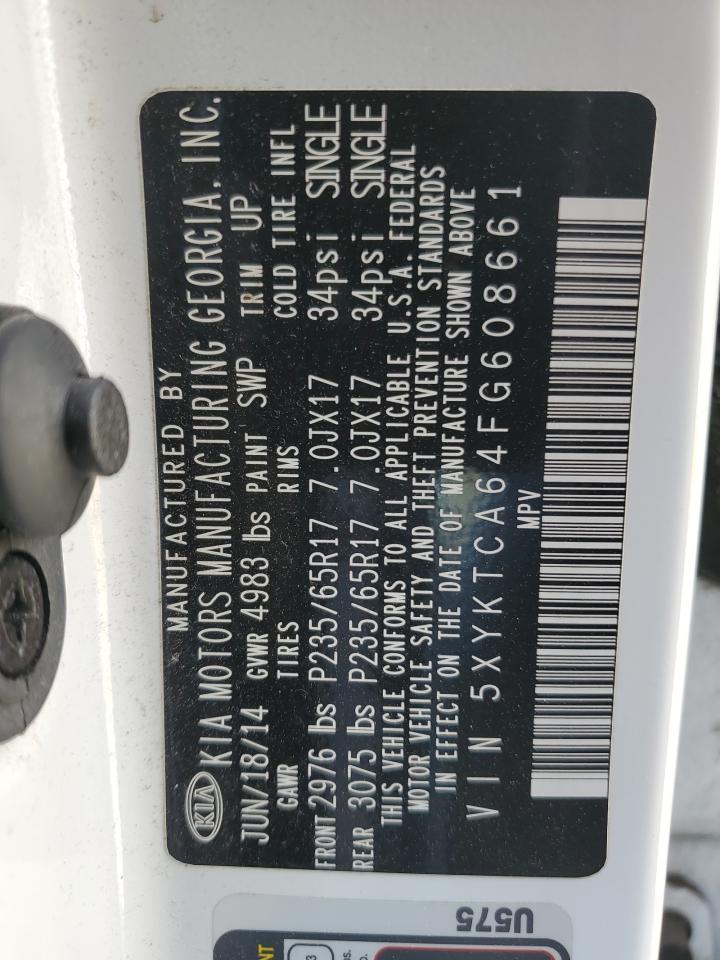 MANUFACTURED BY
KIA KIA MOTORS MANUFACTURING GEORGIA, INC.
JUN/18/14 GVWR 4983 lbs PAINT SWP TRIM UP
GAWR TIRES RIMS COLD TIRE INFL
FRONT 2976 lbs P235/65R17 7.0JX17 34psi SINGLE
REAR 3075 lbs P235/65R17 7.0JX17 34psi SINGLE
THIS VEHICLE CONFORMS TO ALL APPLICABLE U.S.A. FEDERAL
MOTOR VEHICLE SAFETY AND THEFT PREVENTION STANDARDS
IN EFFECT ON THE DATE OF MANUFACTURE SHOWN ABOVE
VIN 5XYKTCA64FG608661
MPV
U575